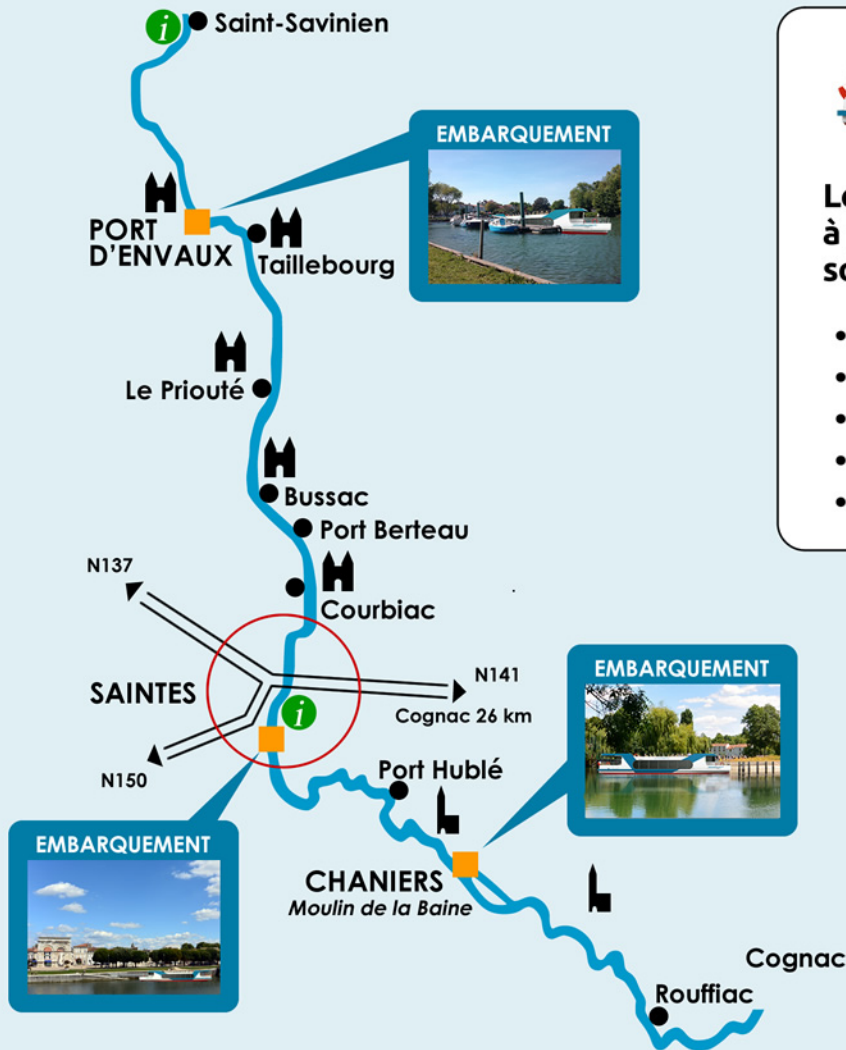 i
Saint-Savinien
EMBARQUEMENT
PORT
D'ENVAUX
Taillebourg
Le Priouté
Bussac
Port Berteau
N137
Courbiac
EMBARQUEMENT
SAINTES
N141
i
Cognac 26 km
N150
Port Hublé
EMBARQUEMENT
CHANIERS
Moulin de la Baine
Cognac
Rouffiac
à